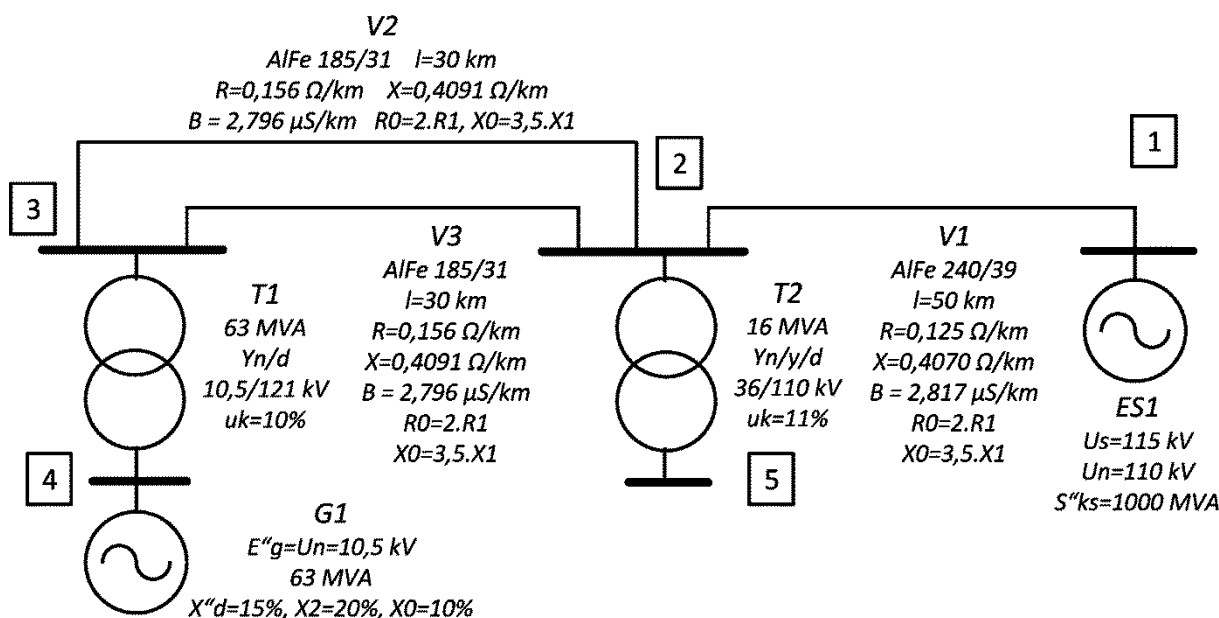 V2
AlFe 185/31 l=30 km
R=0,156 Ω/km X=0,4091 Ω/km
B = 2,796 µS/km R0=2.R1, X0=3,5.X1
1
2
3
V3
AlFe 185/31
l=30 km
R=0,156 Ω/km
X=0,4091 Ω/km
B = 2,796 µS/km
R0=2.R1
X0=3,5.X1
V1
AlFe 240/39
l=50 km
R=0,125 Ω/km
X=0,4070 Ω/km
B = 2,817 µS/km
R0=2.R1
X0=3,5.X1
T1
63 MVA
Yn/d
10,5/121 kV
uk=10%
T2
16 MVA
Yn/y/d
36/110 kV
uk=11%
ES1
Us=115 kV
Un=110 kV
S“ks=1000 MVA
4
5
G1
E“g=Un=10,5 kV
63 MVA
X“d=15%, X2=20%, X0=10%